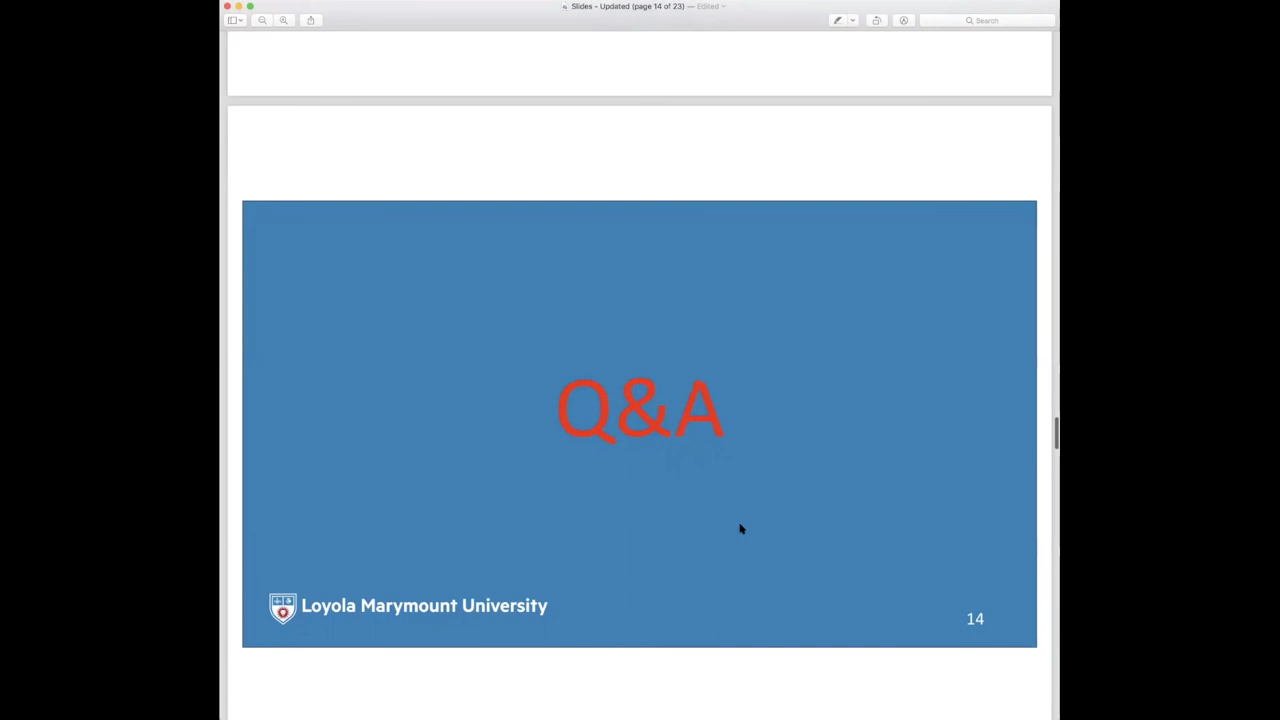 Slides - Updated (page 14 of 23) — Edited
Search
Q&A
Loyola Marymount University
14